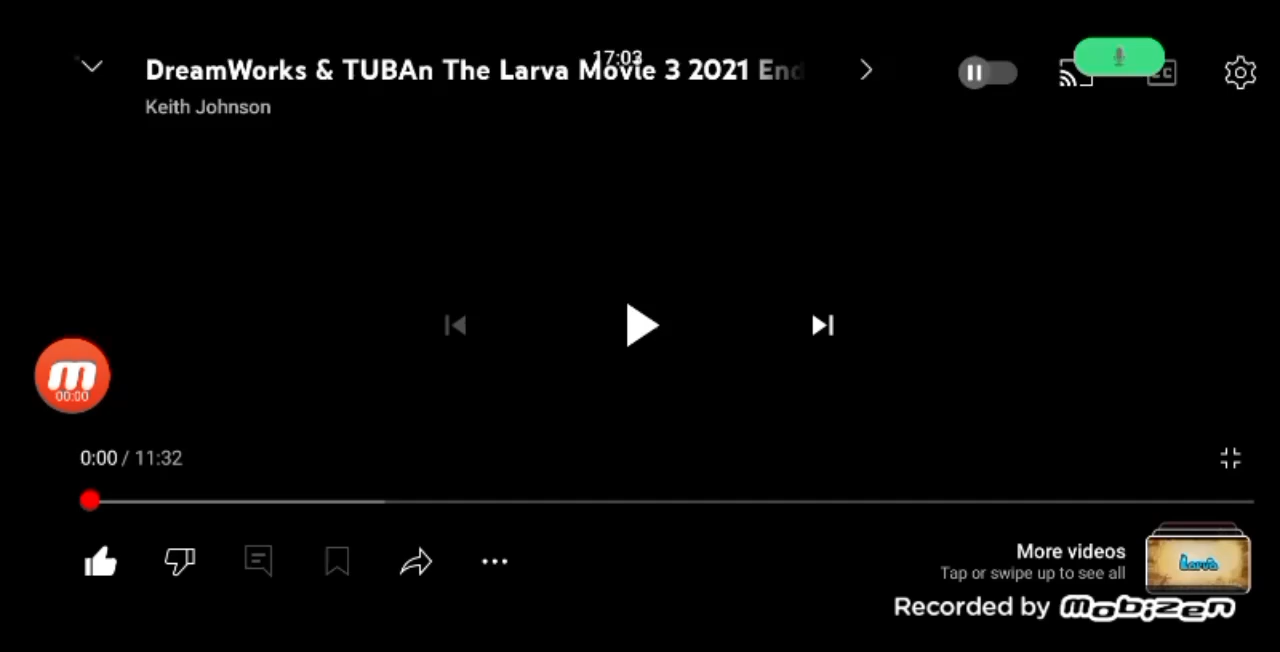 17:03
DreamWorks & TUBAn The Larva Movie 3 2021 End
Keith Johnson
CC
m
00:00
0:00 / 11:32
More videos
Tap or swipe up to see all
Larva
Recorded by mobizen